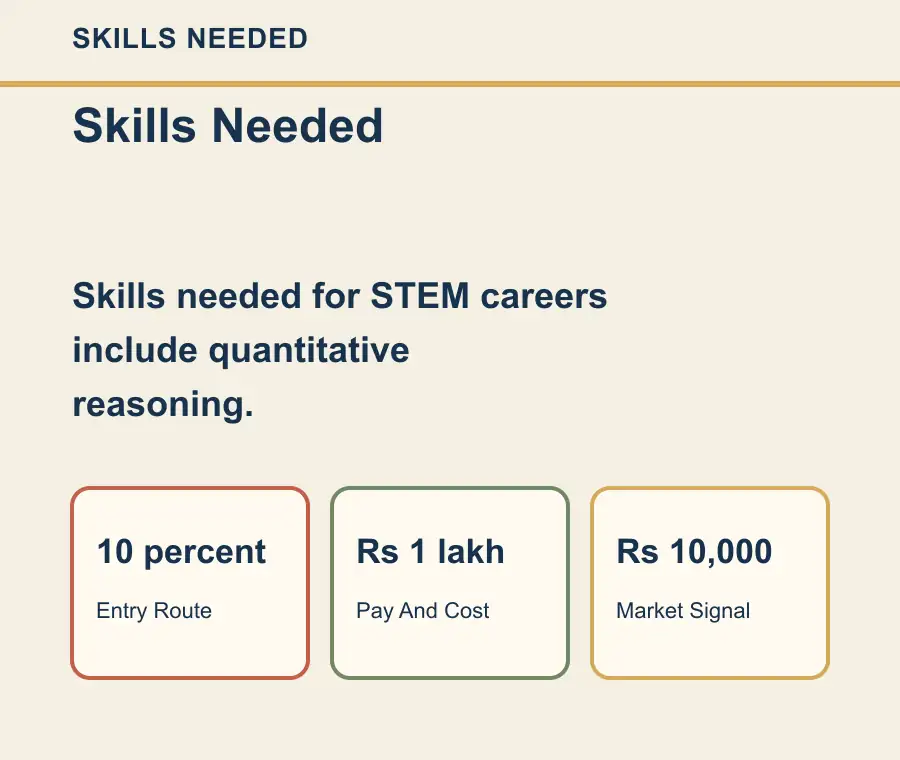 SKILLS NEEDED
Skills Needed
Skills needed for STEM careers
include quantitative
reasoning.
10 percent
Entry Route
Rs 1 lakh
Pay And Cost
Rs 10,000
Market Signal